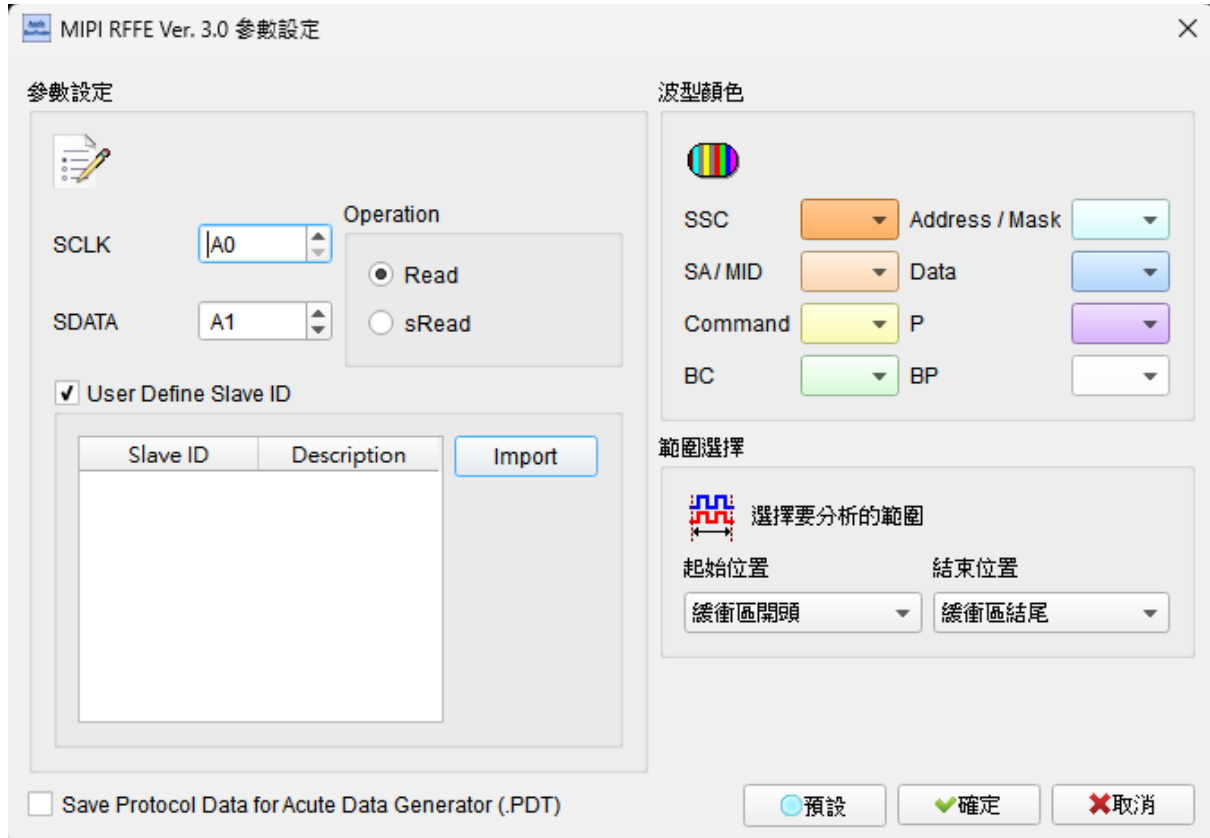 MIPI RFFE Ver. 3.0 參數設定
參數設定
SCLK
A0
SDATA
A1
Operation
Read
sRead
User Define Slave ID
Slave ID Description
Import
Save Protocol Data for Acute Data Generator (.PDT)
波型顏色
SSC Address / Mask
SA / MID Data
Command P
BC BP
範圍選擇
選擇要分析的範圍
起始位置 結束位置
緩衝區開頭 緩衝區結尾
預設 確定 取消